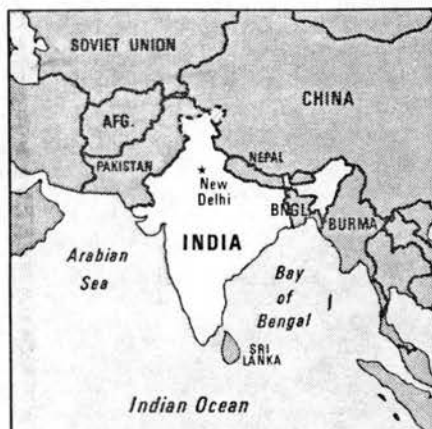 SOVIET UNION
CHINA
AFG.
PAKISTAN
NEPAL
New
Delhi
BNGL.
BURMA
INDIA
Arabian
Sea
Bay
of
Bengal
SRI
LANKA
Indian Ocean